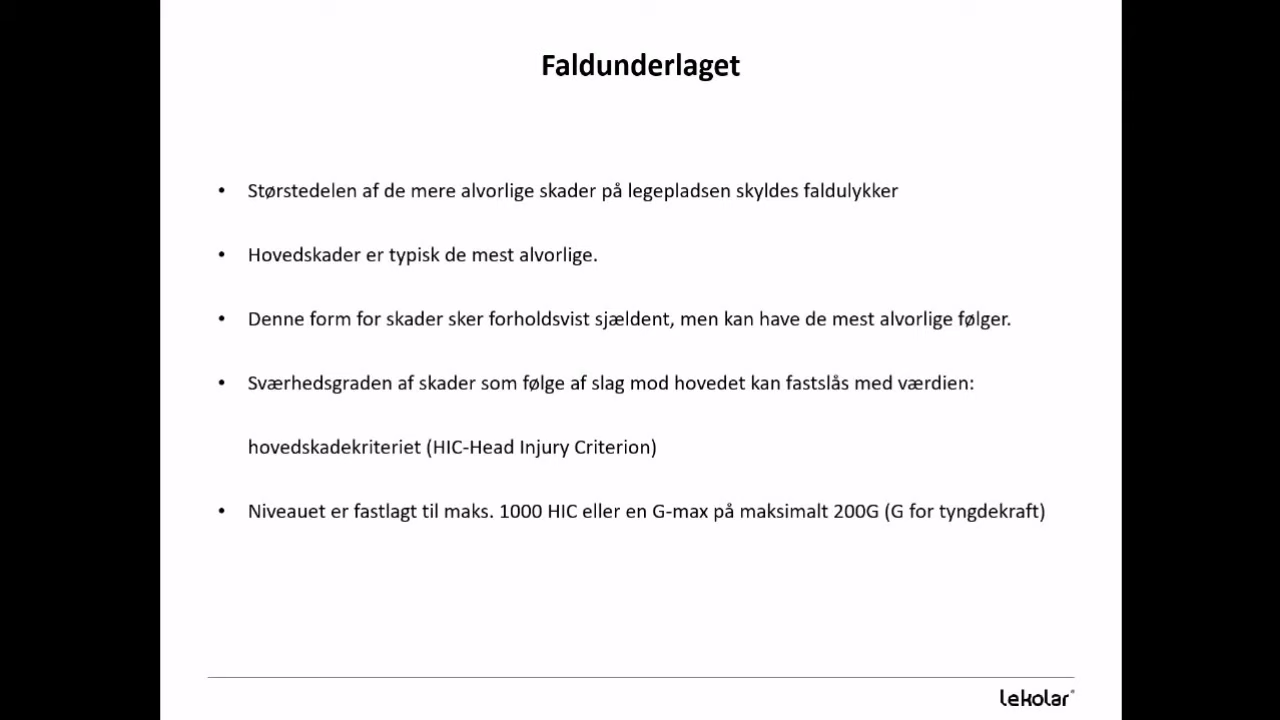 Faldunderlaget
• Størstedelen af de mere alvorlige skader på legepladsen skyldes faldulykker
• Hovedskader er typisk de mest alvorlige.
• Denne form for skader sker forholdsvist sjældent, men kan have de mest alvorlige følger.
• Sværhedsgraden af skader som følge af slag mod hovedet kan fastslås med værdien:
hovedskadekriteriet (HIC-Head Injury Criterion)
• Niveauet er fastlagt til maks. 1000 HIC eller en G-max på maksimalt 200G (G for tyngdekraft)
lekolar